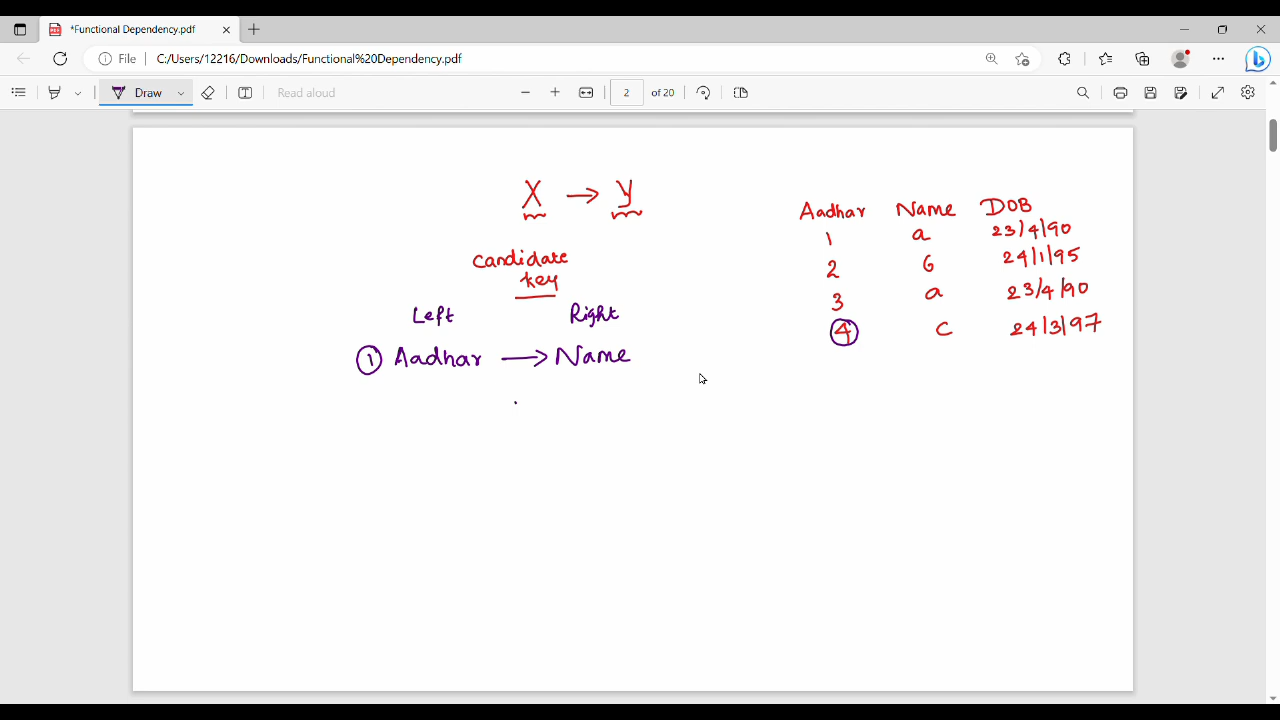 *Functional Dependency.pdf
File C:/Users/12216/Downloads/Functional%20Dependency.pdf
Draw Read aloud 2 of 20
X → Y
Candidate
key
Left Right
① Aadhar → Name
Aadhar Name DOB
1 a 23/4/90
2 6 24/1/95
3 a 23/4/90
4 C 24/3/97